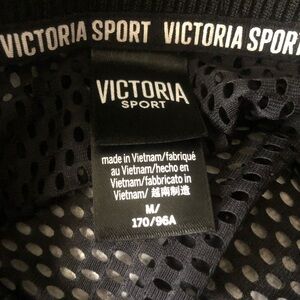 VICTORIA SPORT VICTORIA SPORT
VICTORIA
SPORT
made in Vietnam/fabriqué
au Vietnam/hecho en
Vietnam/fabbricato in
Vietnam/ 越南制造
M/
170/96A